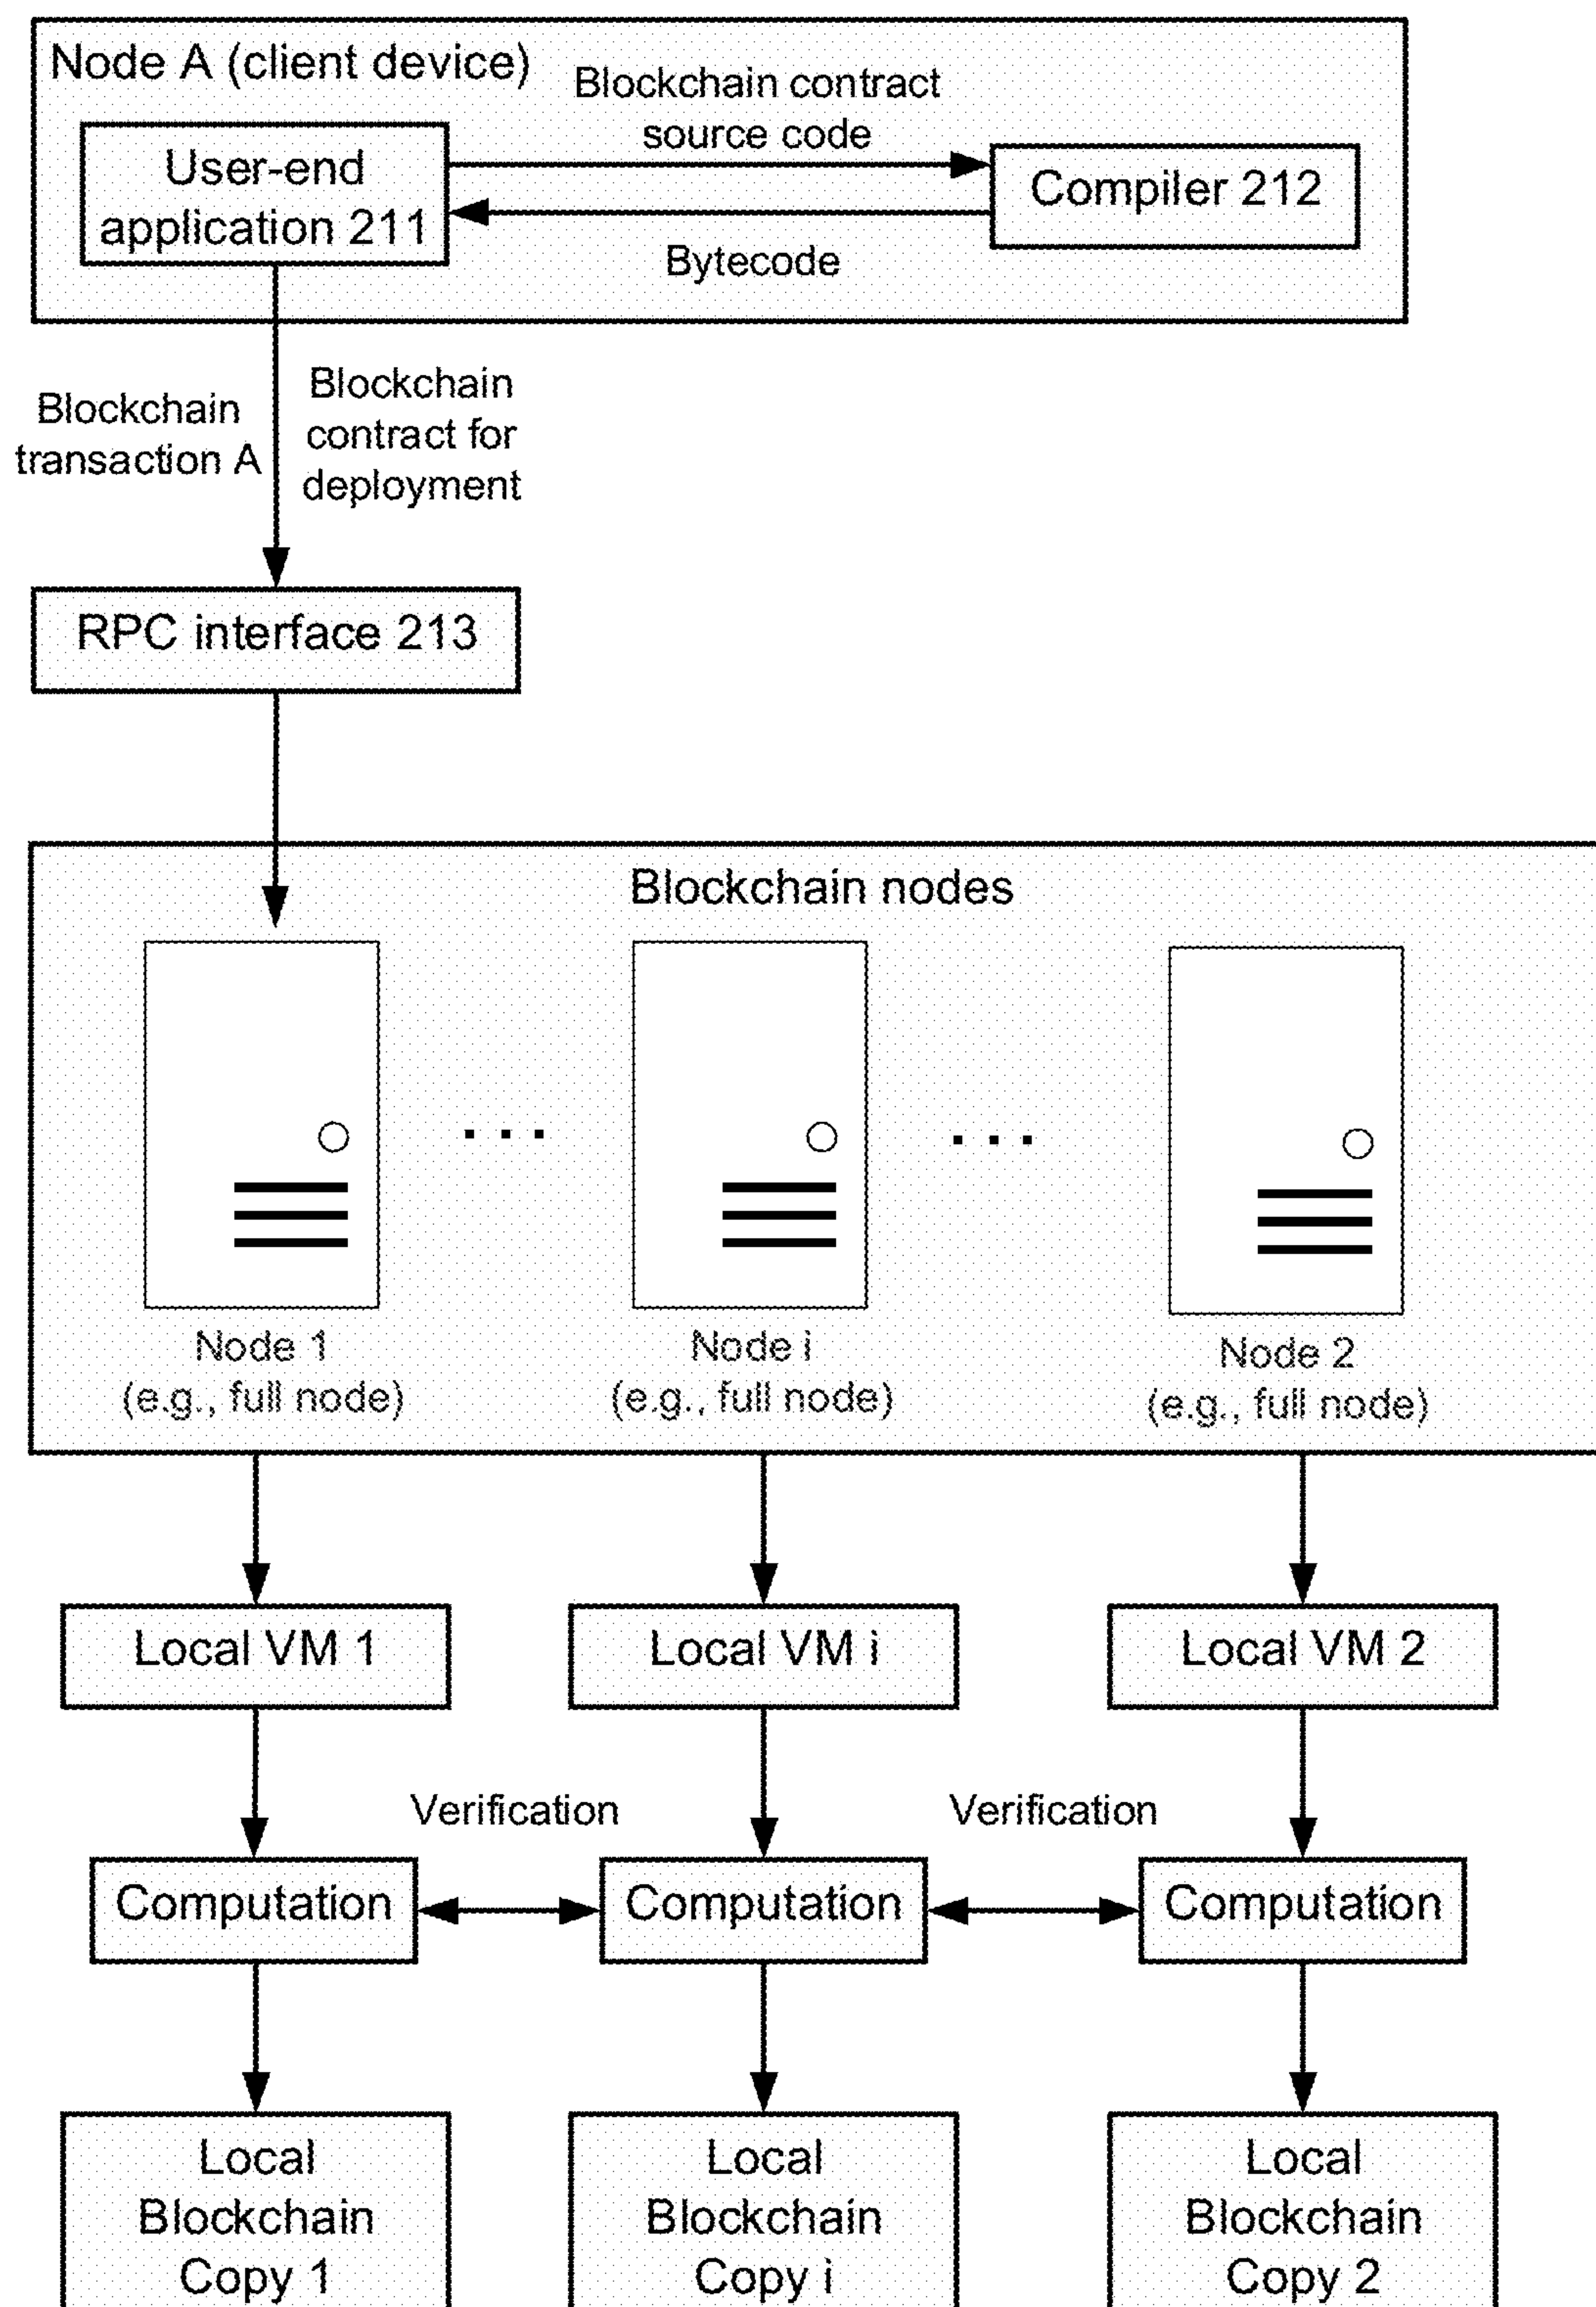 Node A (client device)
Blockchain contract
source code
User-end
application 211
Compiler 212
Bytecode
Blockchain
transaction A
Blockchain
contract for
deployment
RPC interface 213
Blockchain nodes
. . .
. . .
Node 1
(e.g., full node)
Node i
(e.g., full node)
Node 2
(e.g., full node)
Local VM 1
Local VM i
Local VM 2
Verification
Verification
Computation
Computation
Computation
Local
Blockchain
Copy 1
Local
Blockchain
Copy i
Local
Blockchain
Copy 2